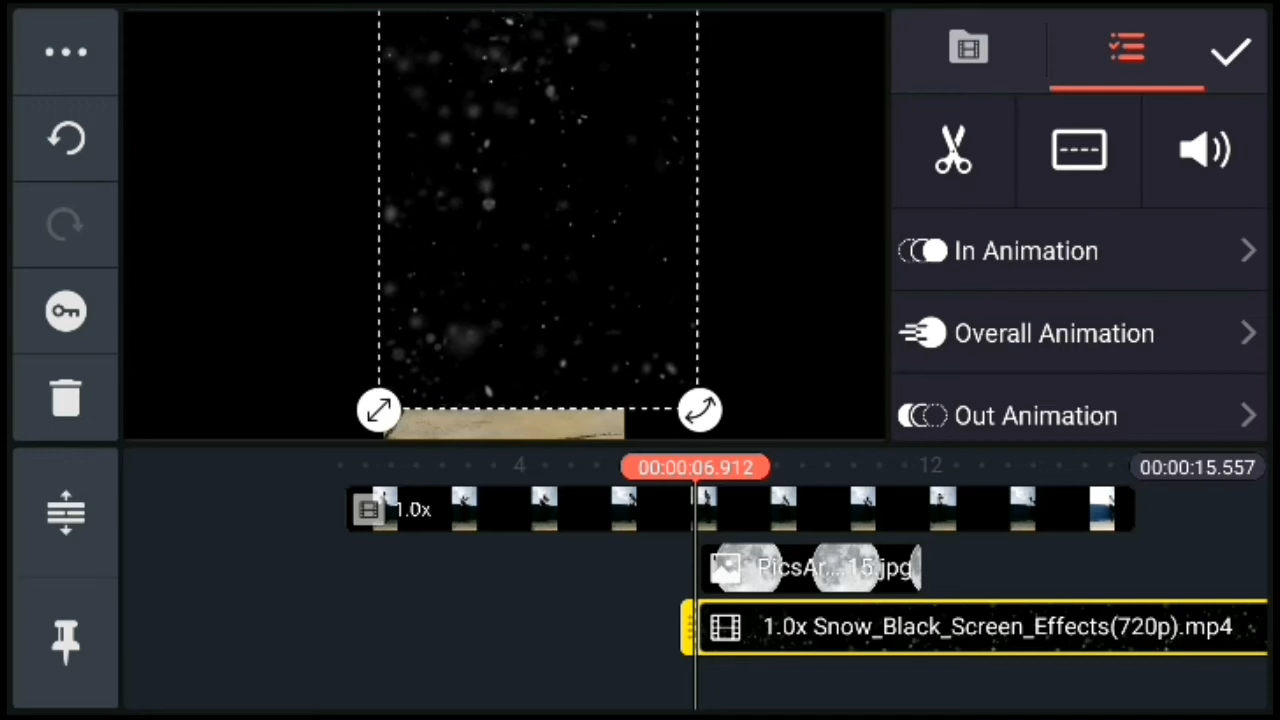 In Animation
Overall Animation
Out Animation
4
00:00:06.912
12
00:00:15.557
1.0x
PicsAr...15.jpg
1.0x Snow_Black_Screen_Effects(720p).mp4